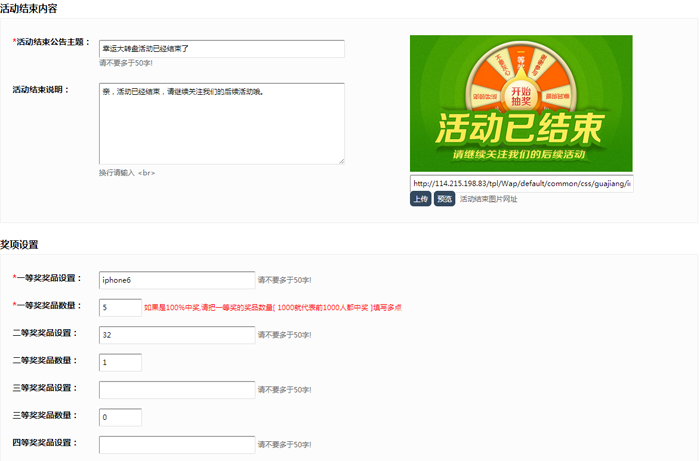 活动结束内容
*活动结束公告主题：
幸运大转盘活动已经结束了
请不要多于50字!
活动结束说明：
亲，活动已经结束，请继续关注我们的后续活动哦。
换行请输入 <br>
一等奖
开始
抽奖
活动已结束
请继续关注我们的后续活动
http://114.215.198.83/tpl/Wap/default/common/css/guajiang/i
上传 预览 活动结束图片网址
奖项设置
*一等奖奖品设置：
iphone6
请不要多于50字!
*一等奖奖品数量：
5
如果是100%中奖,请把一等奖的奖品数量[ 1000就代表前1000人都中奖 ]填写多点
二等奖奖品设置：
32
请不要多于50字!
二等奖奖品数量：
1
三等奖奖品设置：
请不要多于50字!
三等奖奖品数量：
0
四等奖奖品设置：
请不要多于50字!